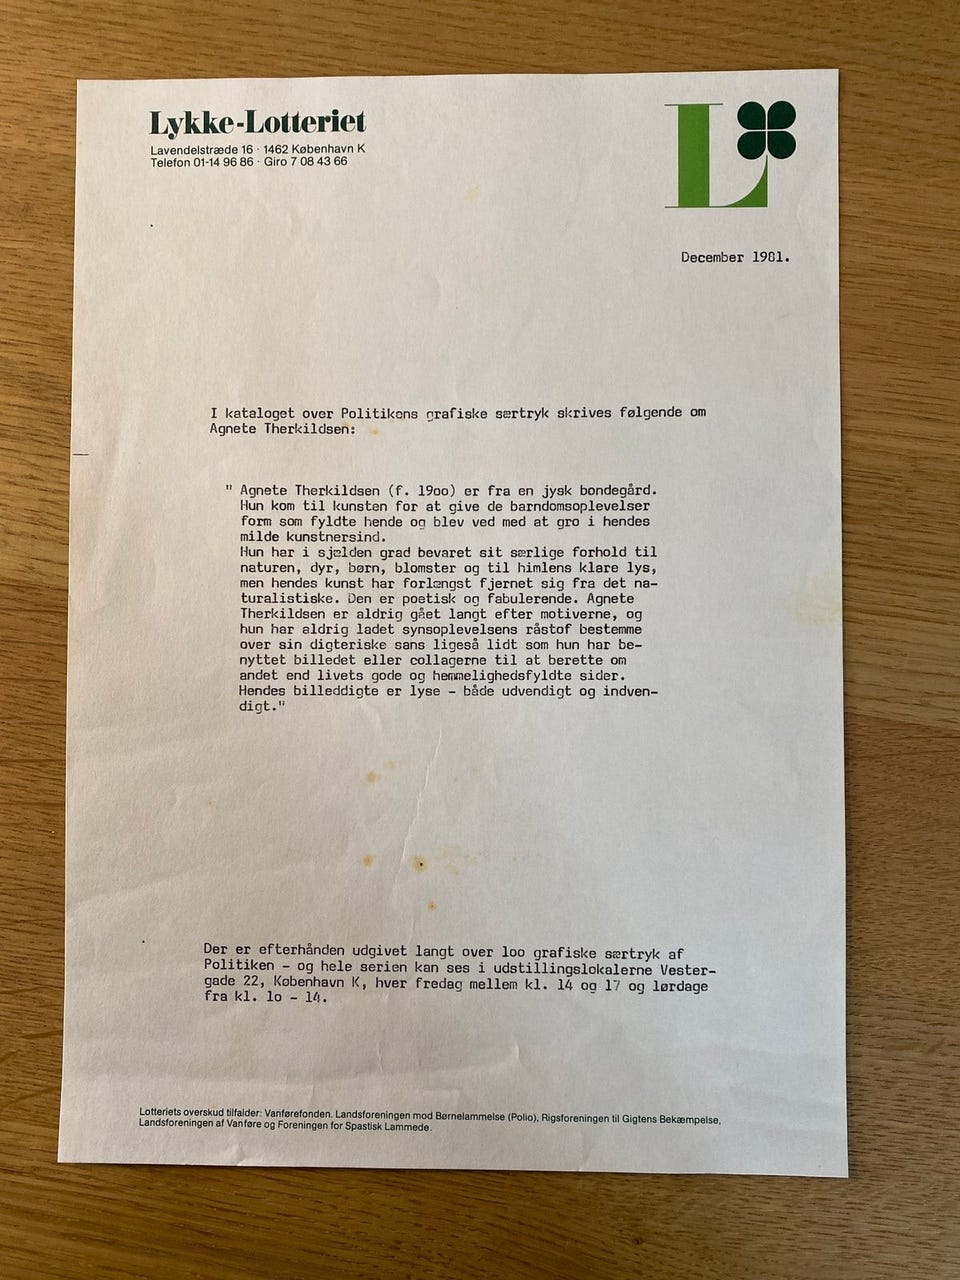 Lykke-Lotteriet
Lavendelstræde 16 · 1462 København K
Telefon 01-14 96 86 · Giro 7 08 43 66
L
December 1981.
I kataloget over Politikens grafiske særtryk skrives følgende om
Agnete Therkildsen:
" Agnete Therkildsen (f. 19oo) er fra en jysk bondegård.
Hun kom til kunsten for at give de barndomsoplevelser
form som fyldte hende og blev ved med at gro i hendes
milde kunstnersind.
Hun har i sjælden grad bevaret sit særlige forhold til
naturen, dyr, børn, blomster og til himlens klare lys,
men hendes kunst har forlængst fjernet sig fra det na-
turalistiske. Den er poetisk og fabulerende. Agnete
Therkildsen er aldrig gået langt efter motiverne, og
hun har aldrig ladet synsoplevelsens råstof bestemme
over sin digteriske sans ligeså lidt som hun har be-
nyttet billedet eller collagerne til at berette om
andet end livets gode og hemmelighedsfyldte sider.
Hendes billeddigte er lyse - både udvendigt og indven-
digt."
Der er efterhånden udgivet langt over loo grafiske særtryk af
Politiken - og hele serien kan ses i udstillingslokalerne Vester-
gade 22, København K, hver fredag mellem kl. 14 og 17 og lørdage
fra kl. lo - 14.
Lotteriets overskud tilfalder: Vanførefonden. Landsforeningen mod Børnelammelse (Polio), Rigsforeningen til Gigtens Bekæmpelse,
Landsforeningen af Vanføre og Foreningen for Spastisk Lammede.